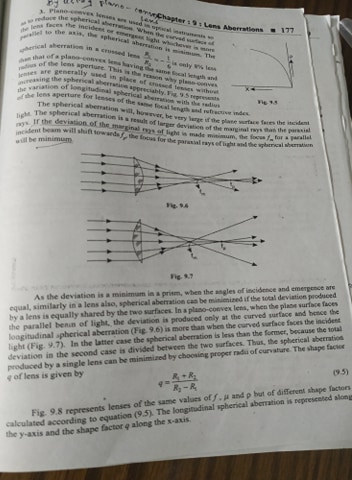 By using plano-convex lens
Chapter : 9 : Lens Aberrations ■ 177
3. Plano-convex lenses are used in optical instruments so
as to reduce the spherical aberration. When the curved surface of
the lens faces the incident or emergent light whichever is more
parallel to the axis, the spherical aberration is minimum. The
spherical aberration in a crossed lens R₁/R₂ = - 1/6 is only 8% less
than that of a plano-convex lens having the same focal length and
radius of the lens aperture. This is the reason why plano-convex
lenses are generally used in place of crossed lenses without
increasing the spherical aberration appreciably. Fig. 9.5 represents
the variation of longitudinal spherical aberration with the radius
of the lens aperture for lenses of the same focal length and refractive index.
X
Fig. 9.5
The spherical aberration will, however, be very large if the plane surface faces the incident
light. The spherical aberration is a result of larger deviation of the marginal rays than the paraxial
rays. If the deviation of the marginal rays of light is made minimum, the focus fₘ for a parallel
incident beam will shift towards fₚ, the focus for the paraxial rays of light and the spherical aberration
will be minimum.
Fig. 9.6
Fig. 9.7
As the deviation is a minimum in a prism, when the angles of incidence and emergence are
equal, similarly in a lens also, spherical aberration can be minimized if the total deviation produced
by a lens is equally shared by the two surfaces. In a plano-convex lens, when the plane surface faces
the parallel beam of light, the deviation is produced only at the curved surface and hence the
longitudinal spherical aberration (Fig. 9.6) is more than when the curved surface faces the incident
light (Fig. 9.7). In the latter case the spherical aberration is less than the former, because the total
deviation in the second case is divided between the two surfaces. Thus, the spherical aberration
produced by a single lens can be minimized by choosing proper radii of curvature. The shape factor
q of lens is given by
q = (R₁ + R₂)/(R₂ - R₁) (9.5)
Fig. 9.8 represents lenses of the same values of f , μ and ρ but of different shape factors
calculated according to equation (9.5). The longitudinal spherical aberration is represented along
the y-axis and the shape factor q along the x-axis.